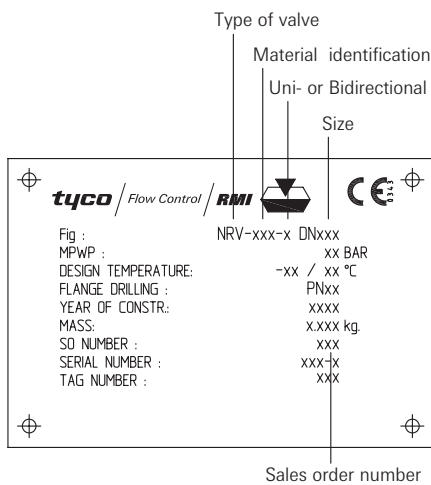 Type of valve
Material identification
Uni- or Bidirectional
Size
tyco / Flow Control / RMI CE 0343
Fig : NRV-xxx-x DNxxx
MPWP : xx BAR
DESIGN TEMPERATURE: -xx / xx °C
FLANGE DRILLING : PNxx
YEAR OF CONSTR.: xxxx
MASS: x.xxx kg.
SO NUMBER : xxx
SERIAL NUMBER : xxx-x
TAG NUMBER : xxx
Sales order number